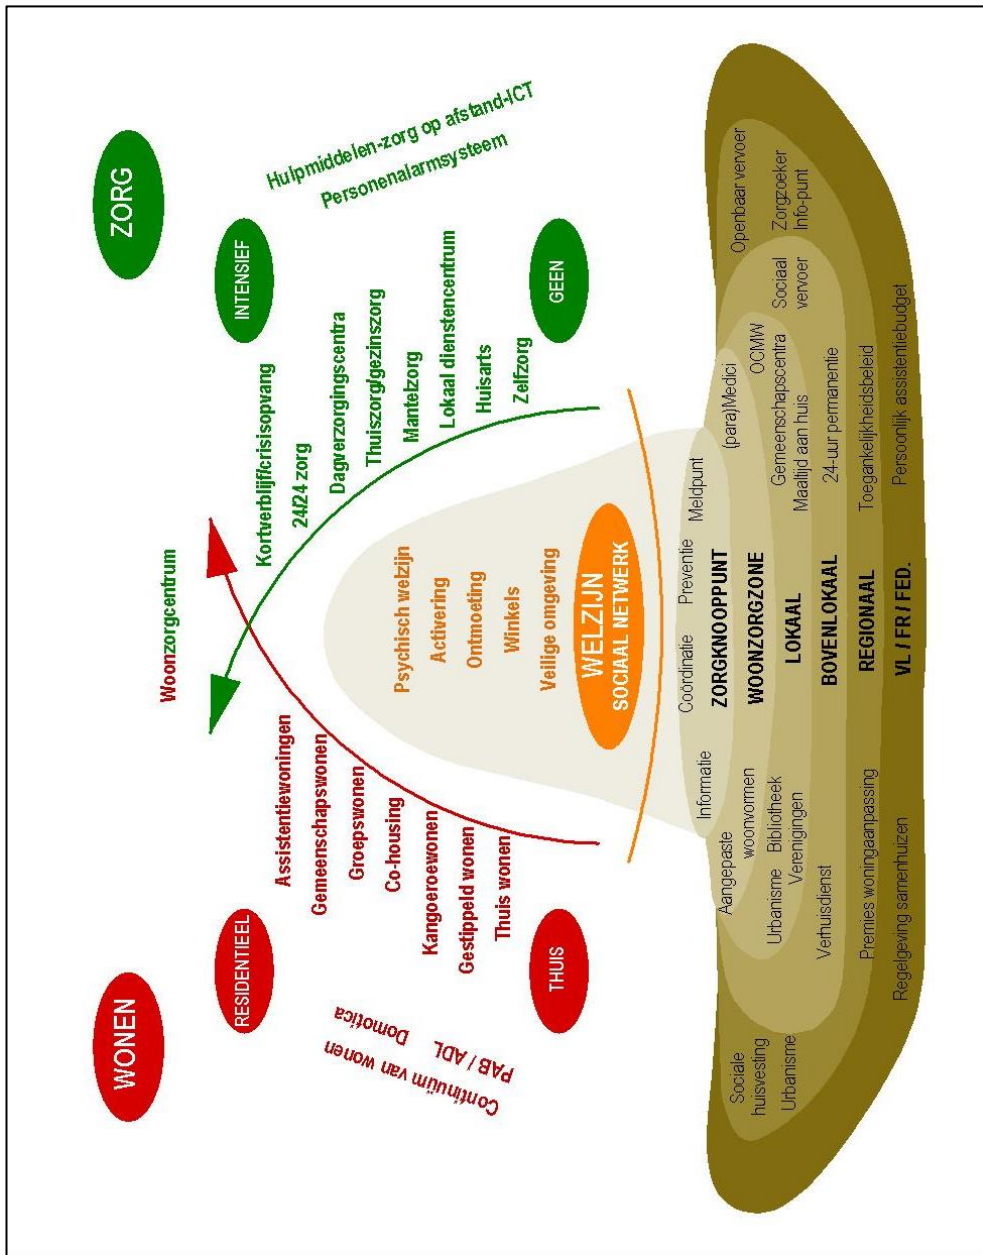 WONEN
ZORG
Woonzorgcentrum
RESIDENTIEEL
INTENSIEF
Assistentiewoningen
Gemeenschapswonen
Groepswonen
Co-housing
Kangoeroewonen
Gestippeld wonen
Thuis wonen
THUIS
Continuüm van wonen
PAB / ADL
Domotica
Kortverblijf/crisisopvang
24/24 zorg
Dagverzorgingscentra
Thuiszorg/gezinszorg
Mantelzorg
Lokaal dienstencentrum
Huisarts
Zelfzorg
GEEN
Hulpmiddelen-zorg op afstand-ICT
Personenalarmsysteem
Psychisch welzijn
Activering
Ontmoeting
Winkels
Veilige omgeving
WELZIJN
SOCIAAL NETWERK
Informatie
Coördinatie
Preventie
Meldpunt
ZORGKNOOPPUNT
Aangepaste
woonvormen
(para)Medici
WOONZORGZONE
OCMW
Urbanisme
Bibliotheek
Verenigingen
LOKAAL
Gemeenschapscentra
Maaltijd aan huis
Verhuisdienst
BOVENLOKAAL
24-uur permanentie
Sociaal
vervoer
Sociale
huisvesting
Urbanisme
Premies woningaanpassing
REGIONAAL
Toegankelijkheidsbeleid
Openbaar vervoer
Zorgzoeker
Info-punt
Regelgeving samenhuizen
VL / FR / FED.
Persoonlijk assistentiebudget